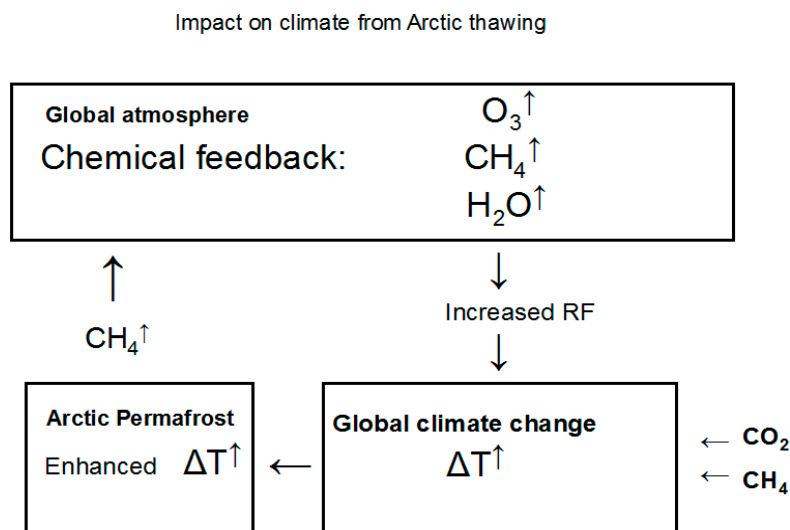 Impact on climate from Arctic thawing
Global atmosphere
Chemical feedback:
O₃↑
CH₄↑
H₂O↑
Increased RF
CH₄↑
Arctic Permafrost
Enhanced ΔT↑
Global climate change
ΔT↑
← CO₂
← CH₄